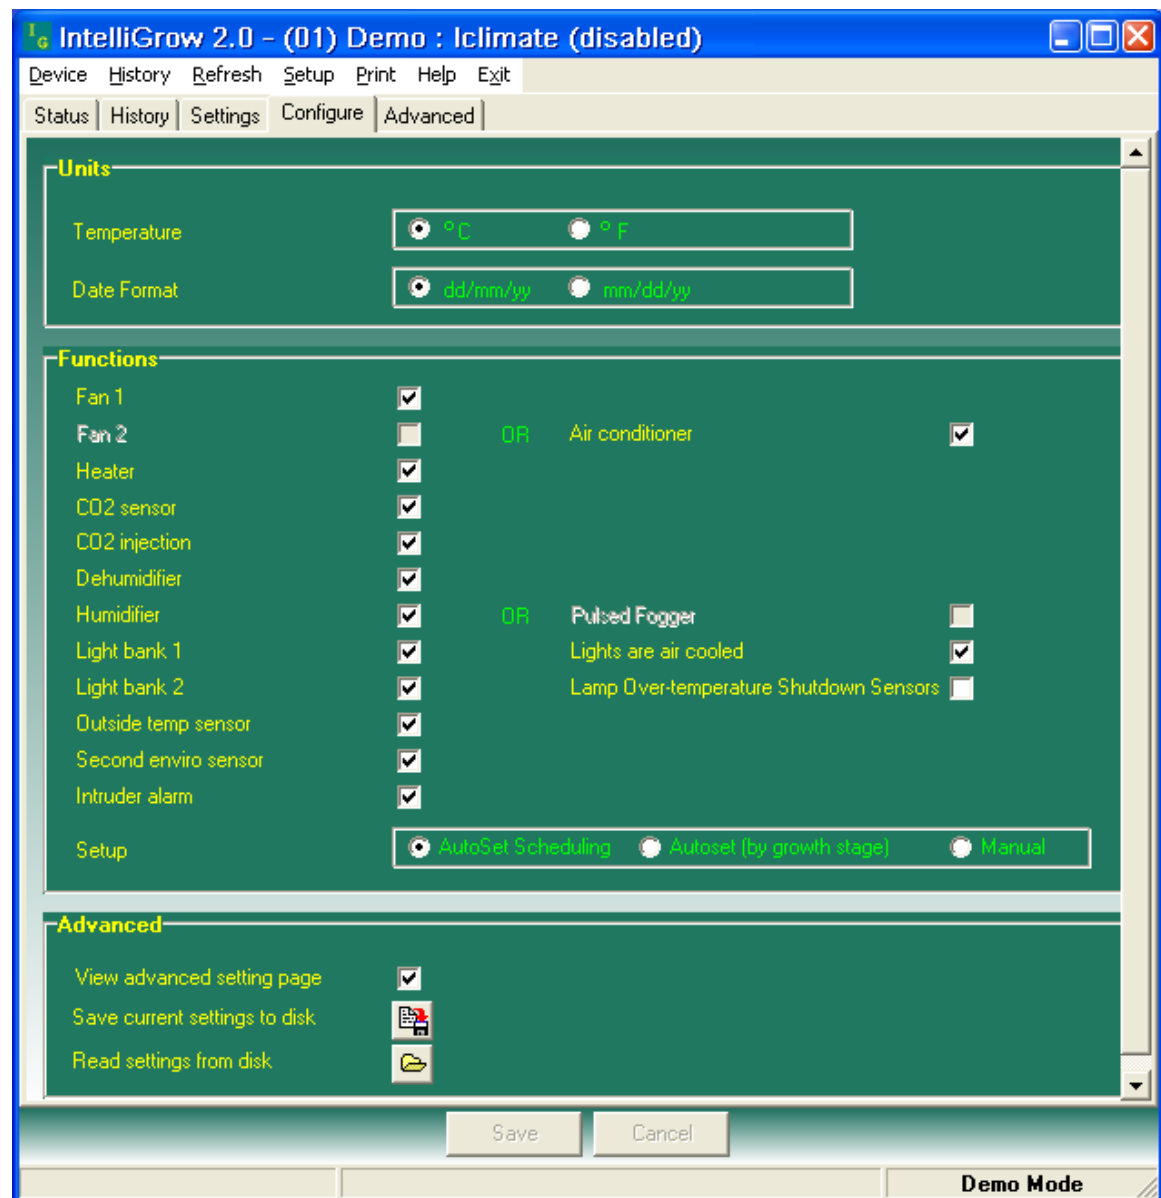 IG IntelliGrow 2.0 - (01) Demo : Iclimate (disabled)
Device History Refresh Setup Print Help Exit
Status History Settings Configure Advanced
Units
Temperature °C °F
Date Format dd/mm/yy mm/dd/yy
Functions
Fan 1
Fan 2 OR Air conditioner
Heater
CO2 sensor
CO2 injection
Dehumidifier
Humidifier OR Pulsed Fogger
Light bank 1 Lights are air cooled
Light bank 2 Lamp Over-temperature Shutdown Sensors
Outside temp sensor
Second enviro sensor
Intruder alarm
Setup AutoSet Scheduling Autoset (by growth stage) Manual
Advanced
View advanced setting page
Save current settings to disk
Read settings from disk
Save Cancel
Demo Mode